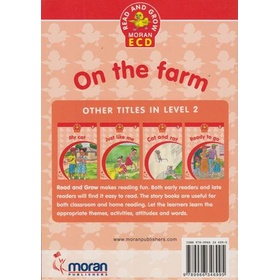 READ AND GROW
MORAN
ECD
On the farm
OTHER TITLES IN LEVEL 2
My cat
Just like me
Cat and rat
Ready to go
Read and Grow makes reading fun. Both early readers and late
readers will find it easy to read. The story books are useful for
both classroom and home reading. Let the learners learn the
appropriate themes, activities, attitudes and words.
www.moranpublishers.com
moran
PUBLISHERS